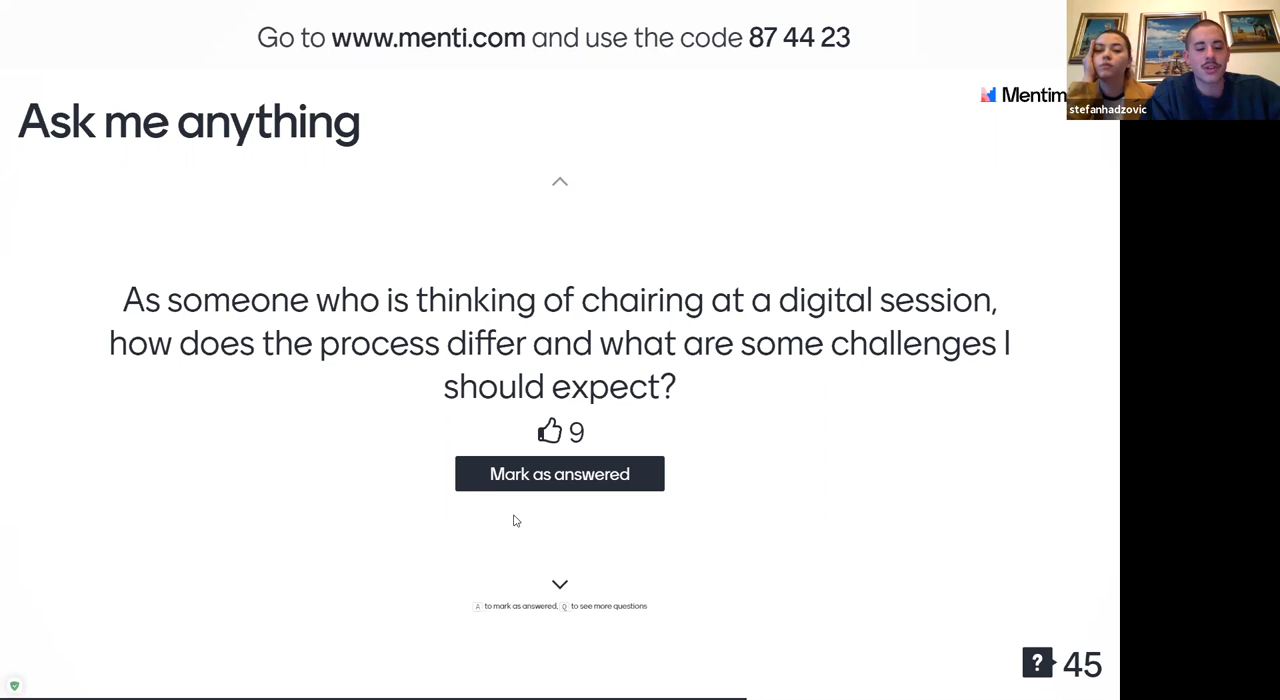 Go to www.menti.com and use the code 87 44 23
Mentim
stefanhadzovic
Ask me anything
As someone who is thinking of chairing at a digital session,
how does the process differ and what are some challenges I
should expect?
9
Mark as answered
A to mark as answered, Q to see more questions
? 45